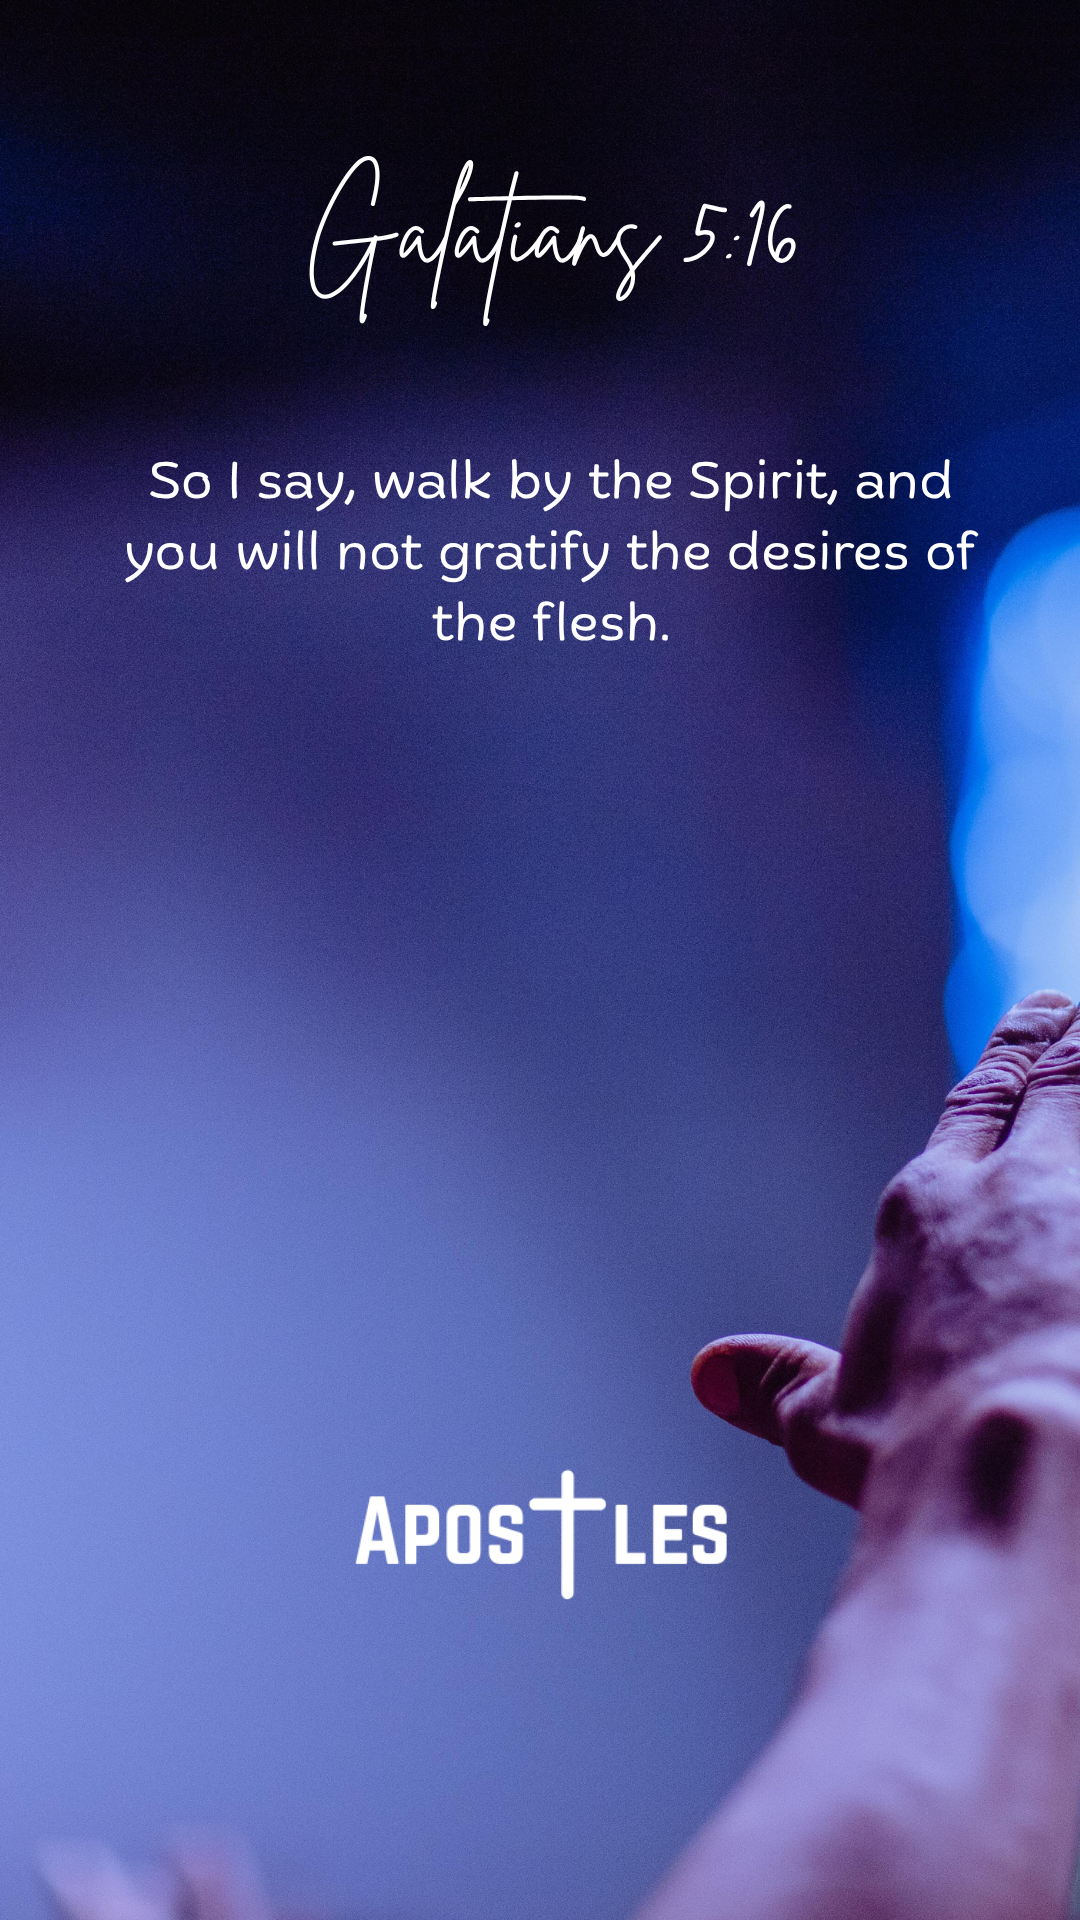 Galatians 5:16
So I say, walk by the Spirit, and
you will not gratify the desires of
the flesh.
APOSTLES